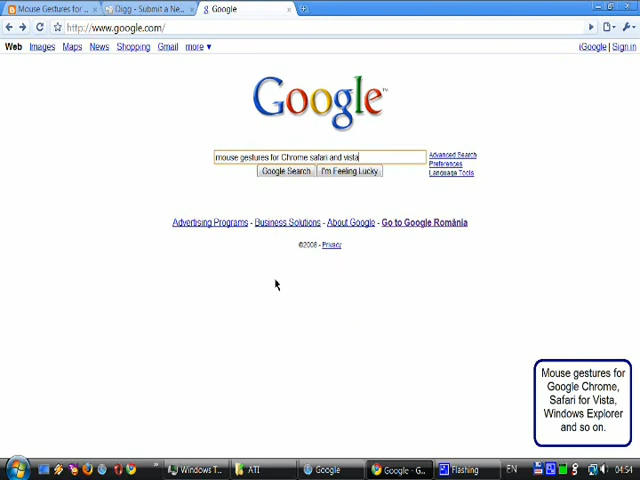 Mouse Gestures for ...
Digg - Submit a Ne...
Google
http://www.google.com/
Web Images Maps News Shopping Gmail more ▼
iGoogle | Sign in
Google™
mouse gestures for Chrome safari and vista
Advanced Search
Preferences
Language Tools
Google Search
I'm Feeling Lucky
Advertising Programs - Business Solutions - About Google - Go to Google România
©2008 - Privacy
Mouse gestures for
Google Chrome,
Safari for Vista,
Windows Explorer
and so on.
Windows T...
ATI
Google
Google - G...
Flashing
EN
04:54